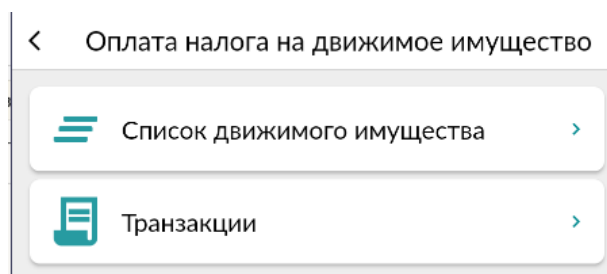 Оплата налога на движимое имущество
Список движимого имущества
Транзакции